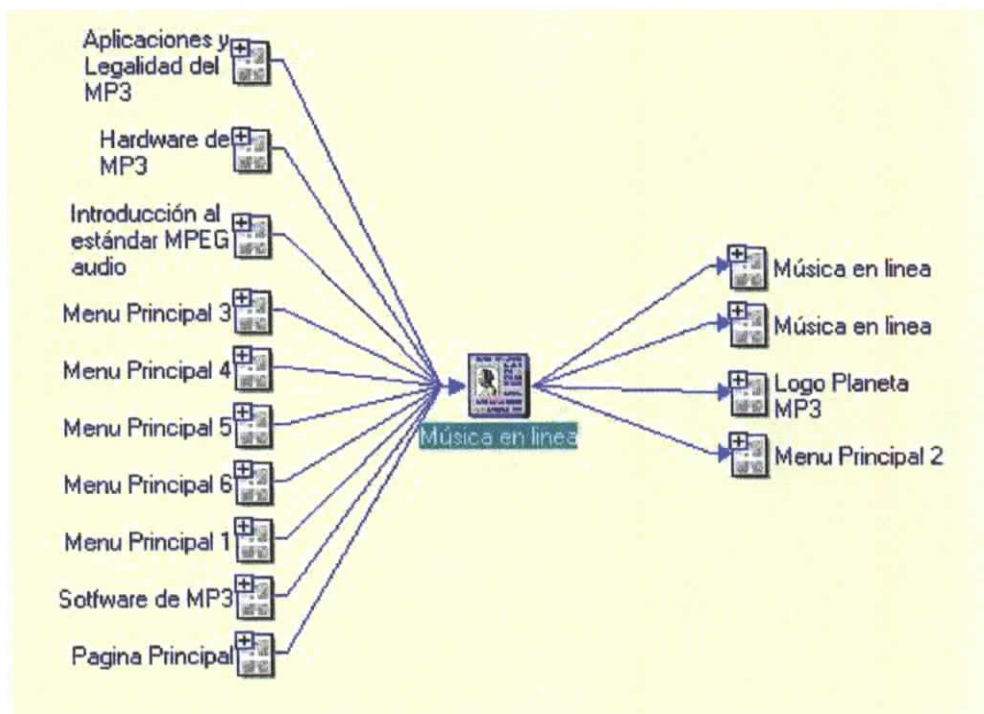 Aplicaciones y
Legalidad del
MP3
Hardware de
MP3
Introducción al
estándar MPEG
audio
Menu Principal 3
Menu Principal 4
Menu Principal 5
Menu Principal 6
Menu Principal 1
Sotfware de MP3
Pagina Principal
Música en linea
Música en linea
Música en linea
Logo Planeta
MP3
Menu Principal 2